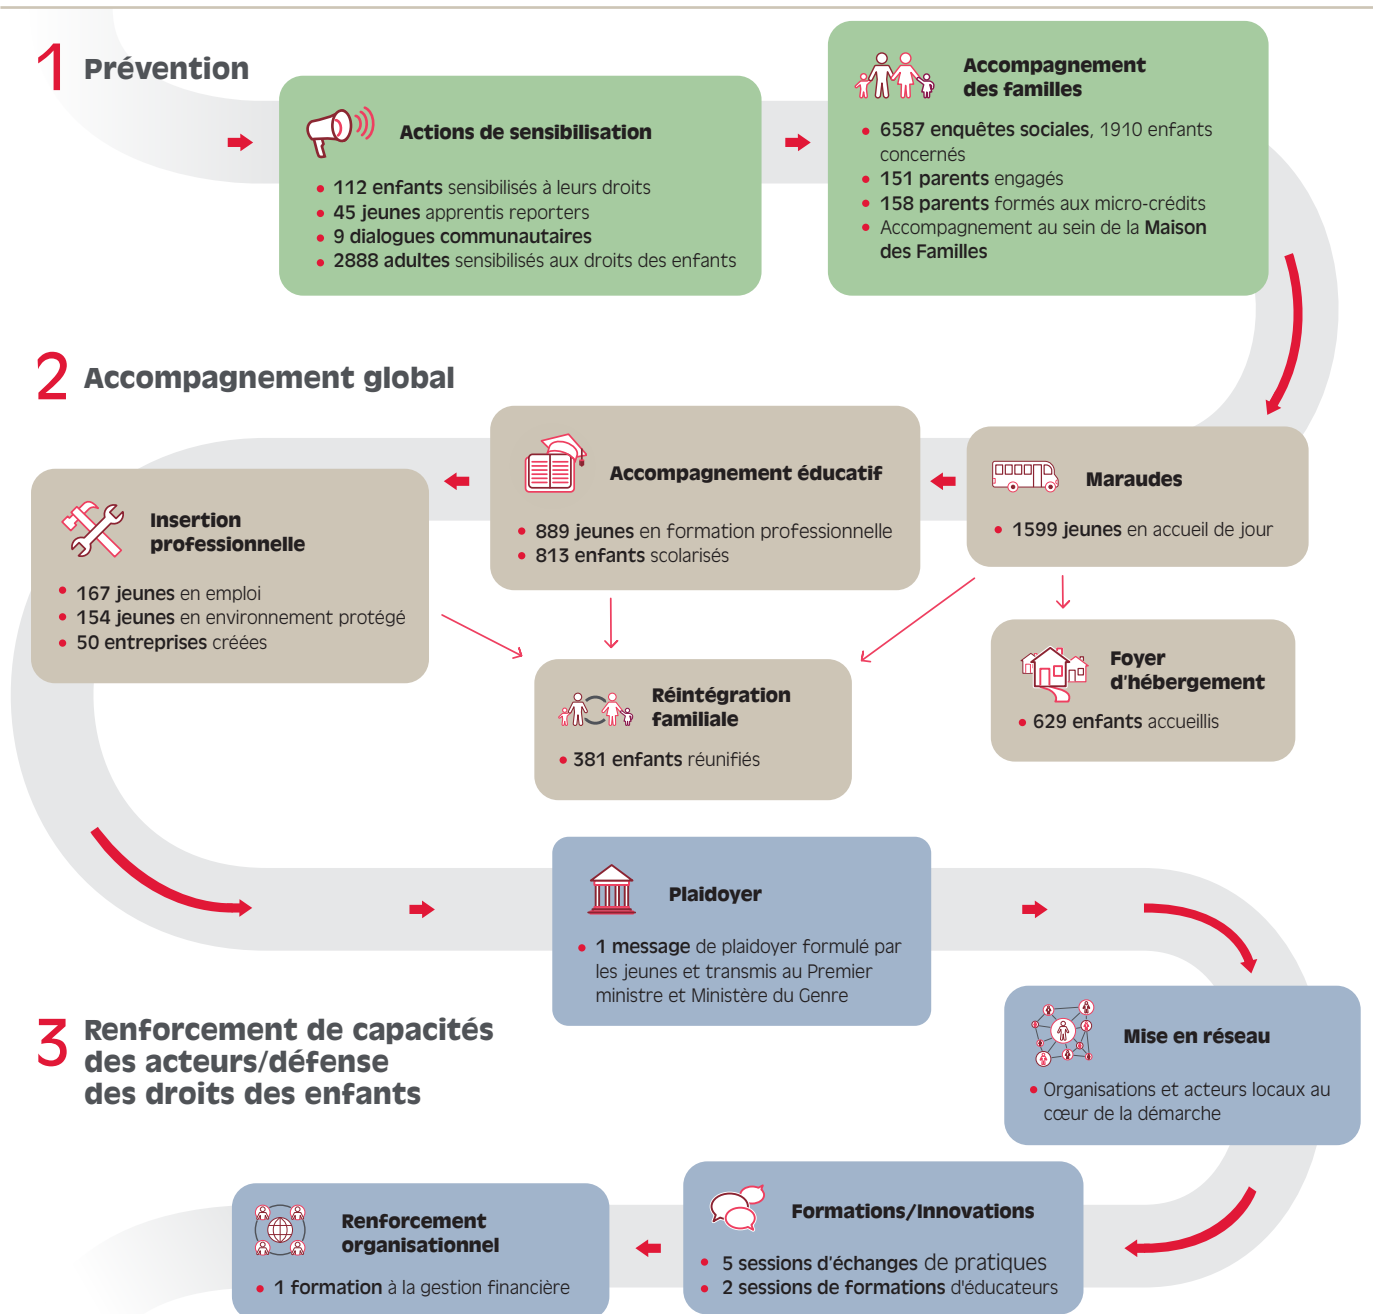 1 Prévention
Actions de sensibilisation
• 112 enfants sensibilisés à leurs droits
• 45 jeunes apprentis reporters
• 9 dialogues communautaires
• 2888 adultes sensibilisés aux droits des enfants
Accompagnement
des familles
• 6587 enquêtes sociales, 1910 enfants
concernés
• 151 parents engagés
• 158 parents formés aux micro-crédits
• Accompagnement au sein de la Maison
des Familles
2 Accompagnement global
Maraudes
• 1599 jeunes en accueil de jour
Accompagnement éducatif
• 889 jeunes en formation professionnelle
• 813 enfants scolarisés
Insertion
professionnelle
• 167 jeunes en emploi
• 154 jeunes en environnement protégé
• 50 entreprises créées
Réintégration
familiale
• 381 enfants réunifiés
Foyer
d'hébergement
• 629 enfants accueillis
3 Renforcement de capacités
des acteurs/défense
des droits des enfants
Plaidoyer
• 1 message de plaidoyer formulé par
les jeunes et transmis au Premier
ministre et Ministère du Genre
Mise en réseau
• Organisations et acteurs locaux au
cœur de la démarche
Formations/Innovations
• 5 sessions d'échanges de pratiques
• 2 sessions de formations d'éducateurs
Renforcement
organisationnel
• 1 formation à la gestion financière